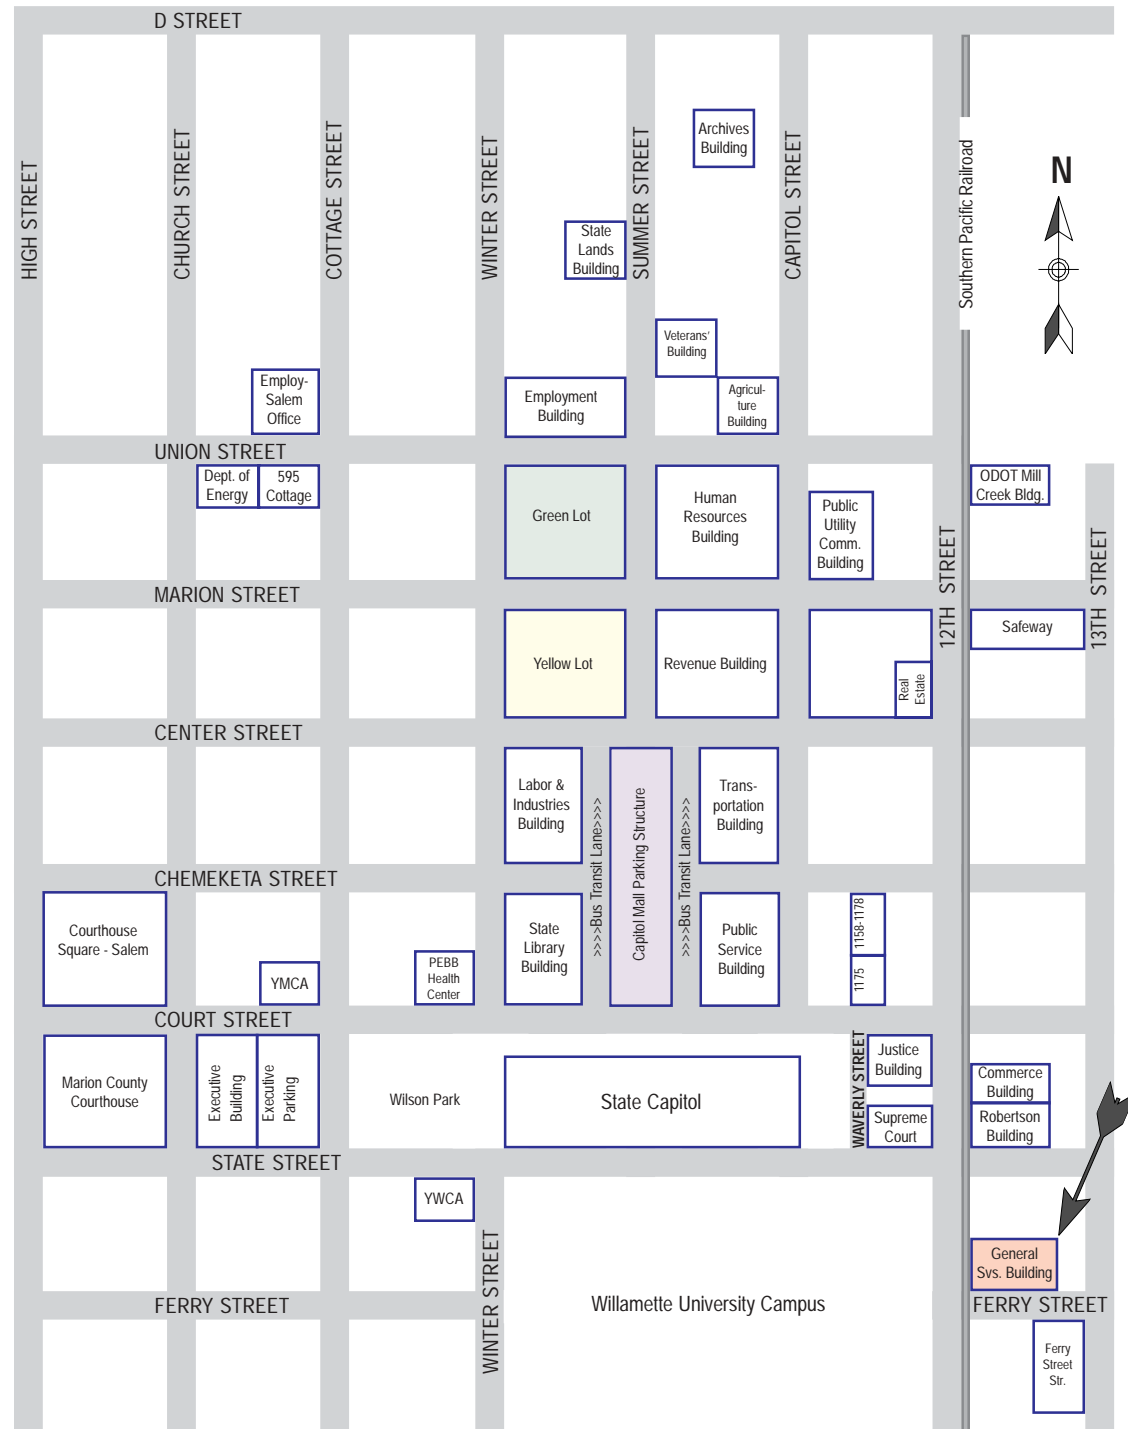 D STREET
HIGH STREET
CHURCH STREET
COTTAGE STREET
WINTER STREET
SUMMER STREET
CAPITOL STREET
Southern Pacific Railroad
N
Archives
Building
State
Lands
Building
Veterans'
Building
Employ-
Salem
Office
Employment
Building
Agricul-
ture
Building
UNION STREET
Dept. of
Energy
595
Cottage
Green Lot
Human
Resources
Building
Public
Utility
Comm.
Building
ODOT Mill
Creek Bldg.
12TH STREET
13TH STREET
MARION STREET
Yellow Lot
Revenue Building
Real
Estate
Safeway
CENTER STREET
Labor &
Industries
Building
>>>>Bus Transit Lane>>>>
Capitol Mall Parking Structure
>>>>Bus Transit Lane>>>>
Trans-
portation
Building
CHEMEKETA STREET
Courthouse
Square - Salem
YMCA
PEBB
Health
Center
State
Library
Building
Public
Service
Building
1158-1178
1175
COURT STREET
Marion County
Courthouse
Executive
Building
Executive
Parking
Wilson Park
State Capitol
WAVERLY STREET
Justice
Building
Supreme
Court
Commerce
Building
Robertson
Building
STATE STREET
YWCA
WINTER STREET
General
Svs. Building
FERRY STREET
Willamette University Campus
FERRY STREET
Ferry
Street
Str.